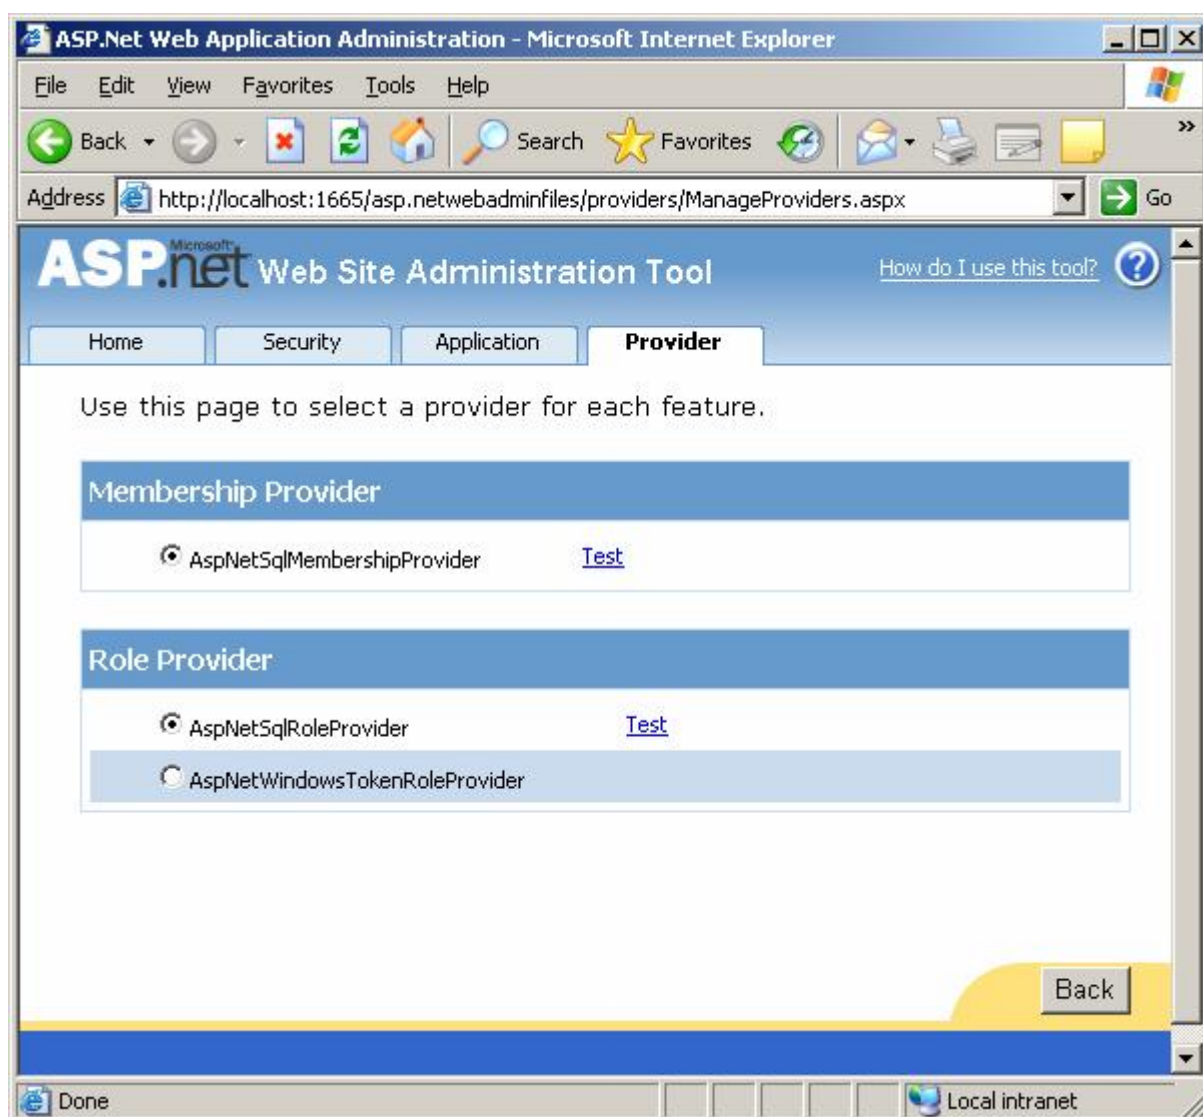 ASP.Net Web Application Administration - Microsoft Internet Explorer
File Edit View Favorites Tools Help
Back Search Favorites »
Address http://localhost:1665/asp.netwebadminfiles/providers/ManageProviders.aspx Go
Microsoft
ASP.net Web Site Administration Tool How do I use this tool? ?
Home Security Application Provider
Use this page to select a provider for each feature.
Membership Provider
AspNetSqlMembershipProvider Test
Role Provider
AspNetSqlRoleProvider Test
AspNetWindowsTokenRoleProvider
Back
Done Local intranet